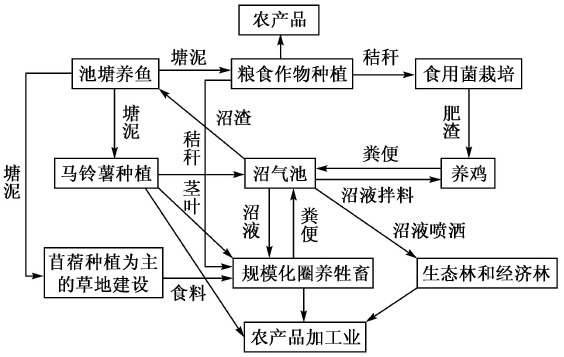 农产品
池塘养鱼
塘泥
粮食作物种植
秸秆
食用菌栽培
塘泥
沼渣
秸秆
肥渣
塘泥
马铃薯种植
沼气池
粪便
养鸡
茎叶
沼液
粪便
沼液拌料
沼液喷洒
苜蓿种植为主
的草地建设
食料
规模化圈养牲畜
生态林和经济林
农产品加工业